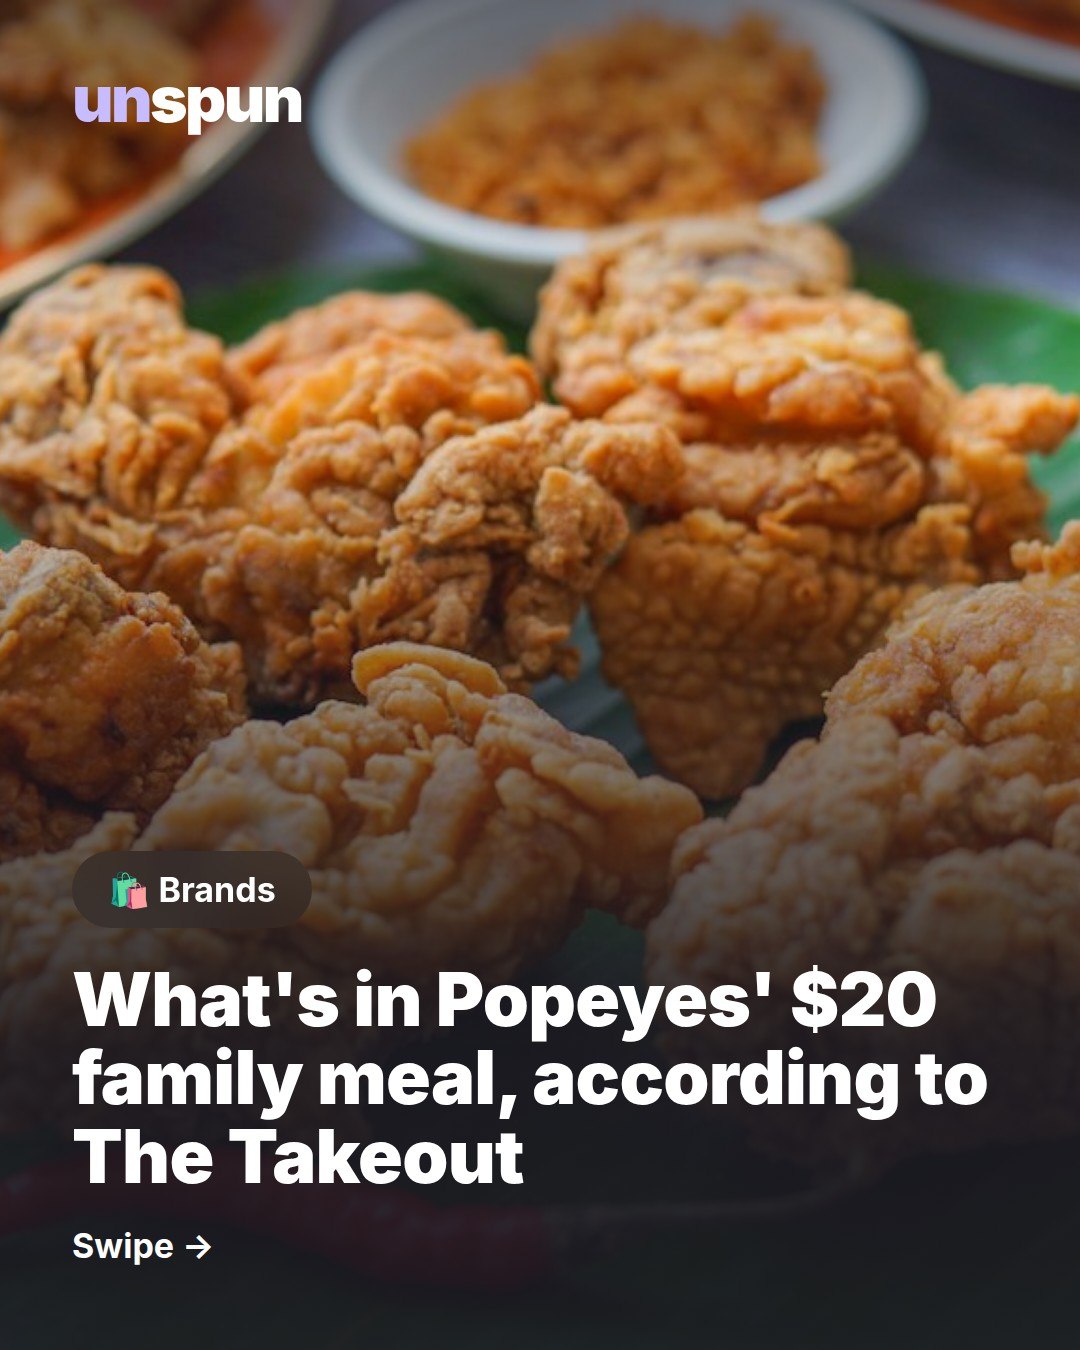 unspun
🛍️ Brands
What's in Popeyes' $20
family meal, according to
The Takeout
Swipe →